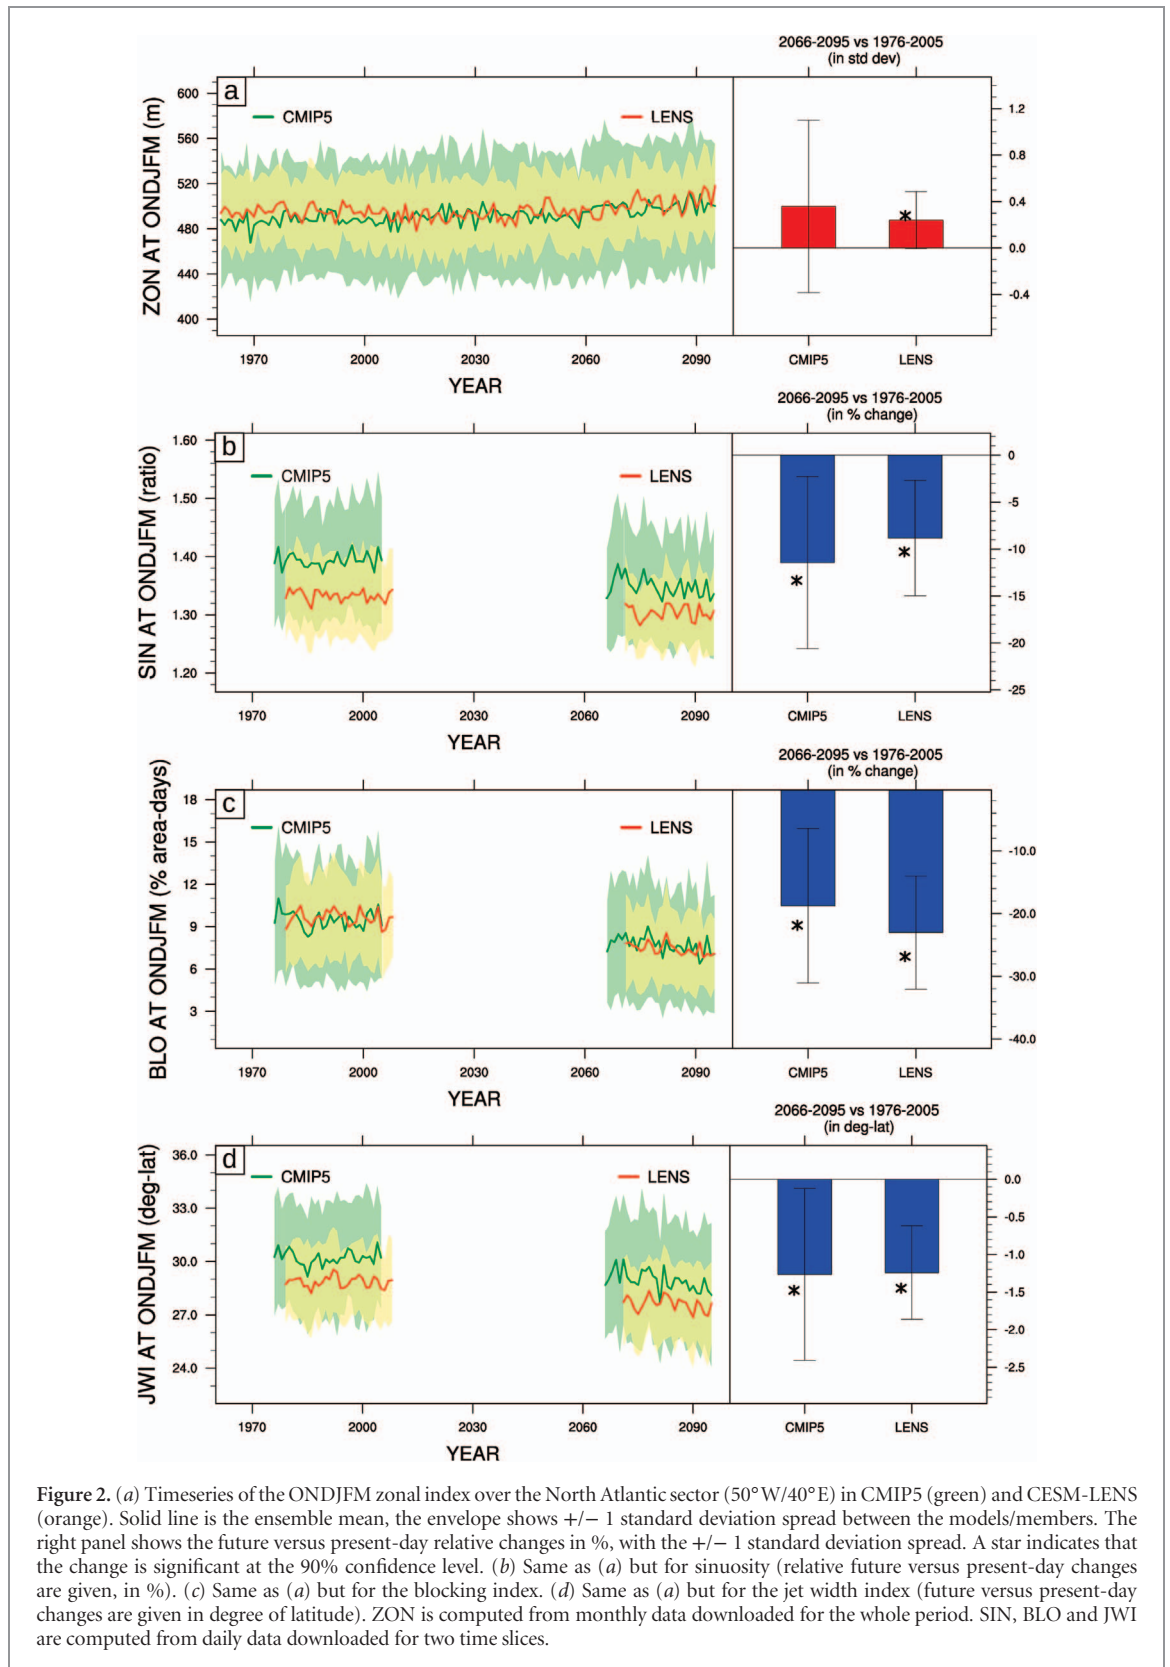 2066-2095 vs 1976-2005
(in std dev)
a
CMIP5
LENS
ZON AT ONDJFM (m)
600
560
520
480
440
400
1.2
0.8
0.4
0.0
-0.4
*
1970
2000
2030
2060
2090
CMIP5
LENS
YEAR
2066-2095 vs 1976-2005
(in % change)
b
CMIP5
LENS
SIN AT ONDJFM (ratio)
1.60
1.50
1.40
1.30
1.20
0
-5
-10
-15
-20
-25
*
*
1970
2000
2030
2060
2090
CMIP5
LENS
YEAR
2066-2095 vs 1976-2005
(in % change)
c
CMIP5
LENS
BLO AT ONDJFM (% area-days)
18
15
12
9
6
3
-10.0
-20.0
-30.0
-40.0
*
*
1970
2000
2030
2060
2090
CMIP5
LENS
YEAR
2066-2095 vs 1976-2005
(in deg-lat)
d
CMIP5
LENS
JWI AT ONDJFM (deg-lat)
36.0
33.0
30.0
27.0
24.0
0.0
-0.5
-1.0
-1.5
-2.0
-2.5
*
*
1970
2000
2030
2060
2090
CMIP5
LENS
YEAR
Figure 2. (a) Timeseries of the ONDJFM zonal index over the North Atlantic sector (50°W/40°E) in CMIP5 (green) and CESM-LENS
(orange). Solid line is the ensemble mean, the envelope shows +/− 1 standard deviation spread between the models/members. The
right panel shows the future versus present-day relative changes in %, with the +/− 1 standard deviation spread. A star indicates that
the change is significant at the 90% confidence level. (b) Same as (a) but for sinuosity (relative future versus present-day changes
are given, in %). (c) Same as (a) but for the blocking index. (d) Same as (a) but for the jet width index (future versus present-day
changes are given in degree of latitude). ZON is computed from monthly data downloaded for the whole period. SIN, BLO and JWI
are computed from daily data downloaded for two time slices.